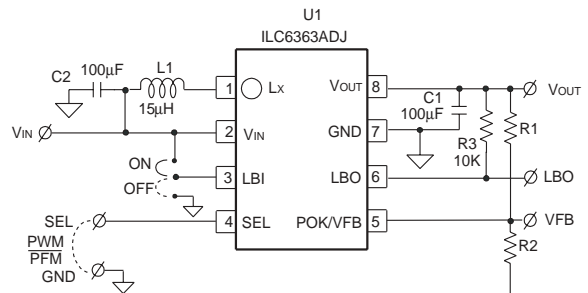 U1
ILC6363ADJ
C2
100µF
L1
15µH
1
LX
VIN
2
VIN
ON
OFF
3
LBI
SEL
4
SEL
PWM
PFM
GND
VOUT
8
VOUT
C1
100µF
GND
7
R3
10K
R1
LBO
6
LBO
POK/VFB
5
VFB
R2